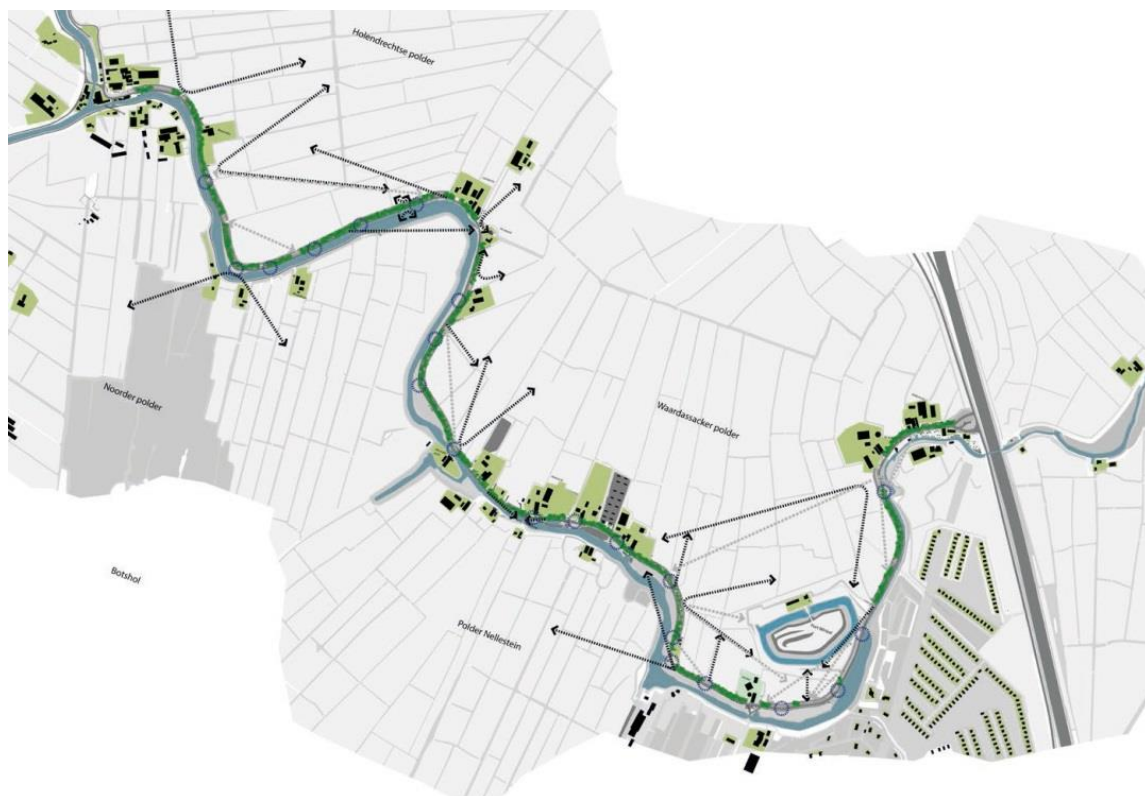 Holendrechtse polder
Noorder polder
Waardassacker polder
Botshol
Polder Nellestein